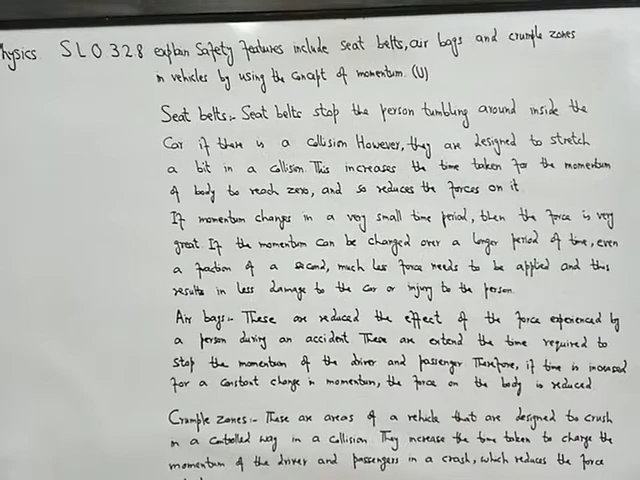 Physics SLO 3.2.8 explain Safety features include seat belts, air bags and crumple zones
in vehicles by using the concept of momentum. (U)
Seat belts:- Seat belts stop the person tumbling around inside the
Car if there is a collision However, they are designed to stretch
a bit in a collision. This increases the time taken for the momentum
of body to reach zero, and so reduces the forces on it.
If momentum changes in a very small time period, then the force is very
great. If the momentum can be changed over a longer period of time, even
a fraction of a second, much less force needs to be applied and this
results in less damage to the car or injury to the person.
Air bags:- These are reduced the effect of the force experienced by
a person during an accident. These are extend the time required to
stop the momentum of the driver and passenger Therefore, if time is increased
for a constant change in momentum, the force on the body is reduced
Crumple zones:- These are areas of a vehicle that are designed to crush
in a controlled way in a collision They increase the time taken to change the
momentum of the driver and passengers in a crash, which reduces the force